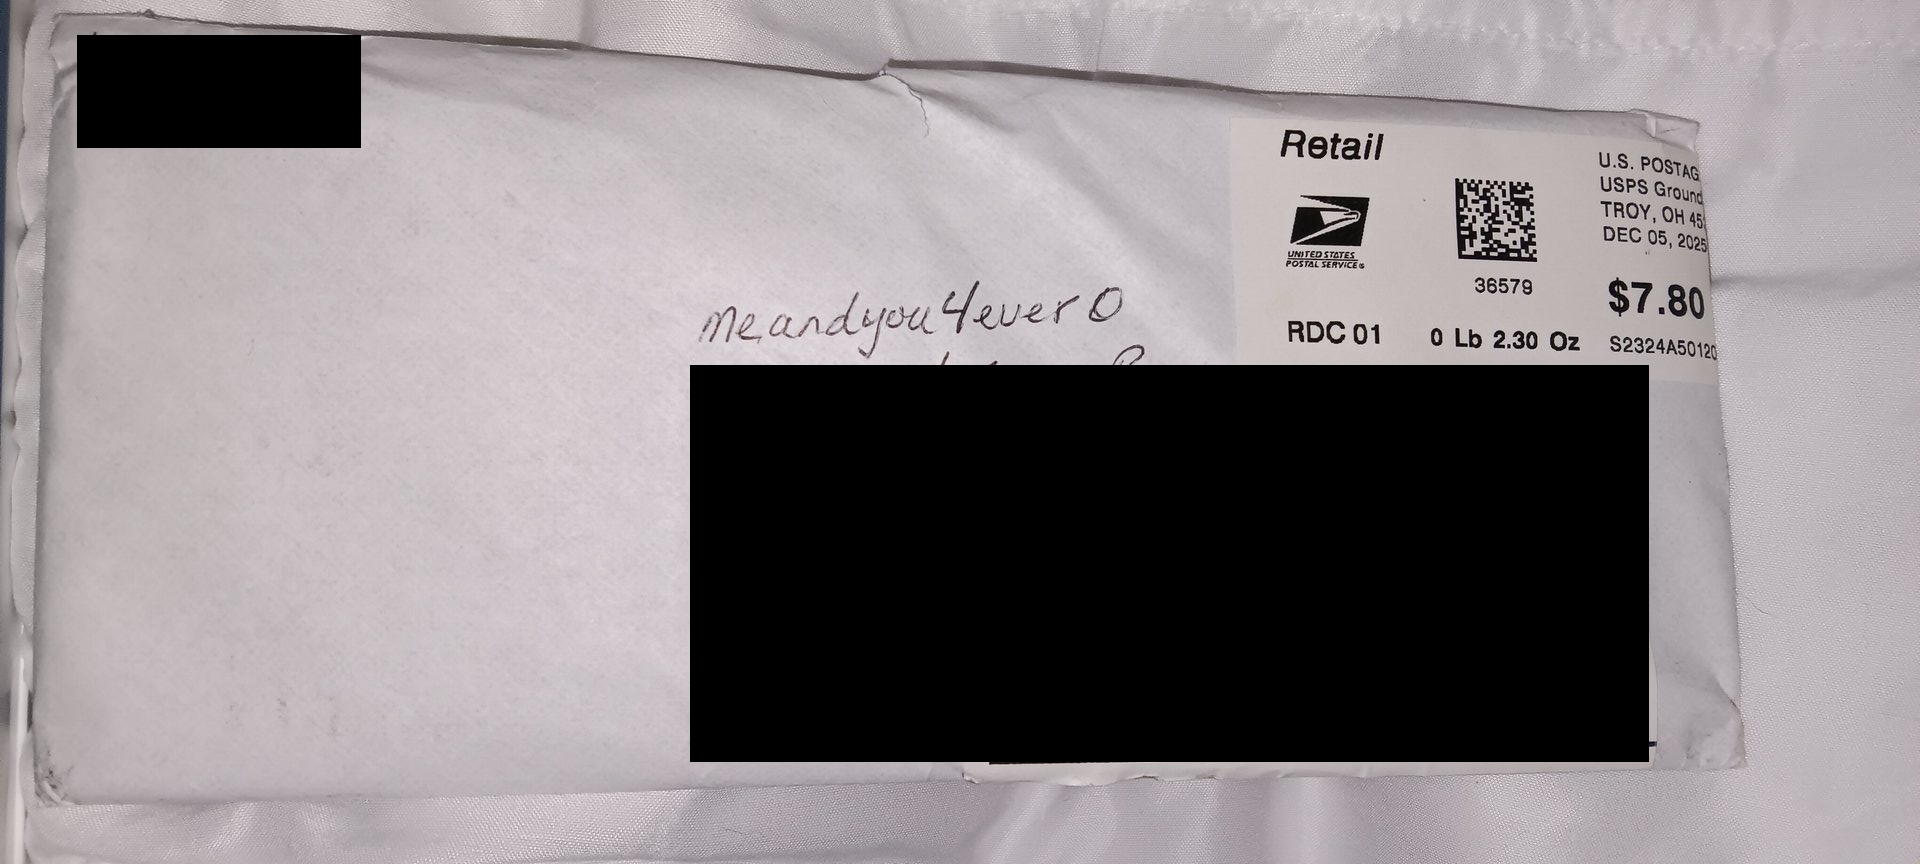 meandyou4ever0
Retail
UNITED STATES
POSTAL SERVICE®
36579
RDC 01
0 Lb 2.30 Oz
U.S. POSTAG
USPS Ground
TROY, OH 45
DEC 05, 2025
$7.80
S2324A50120